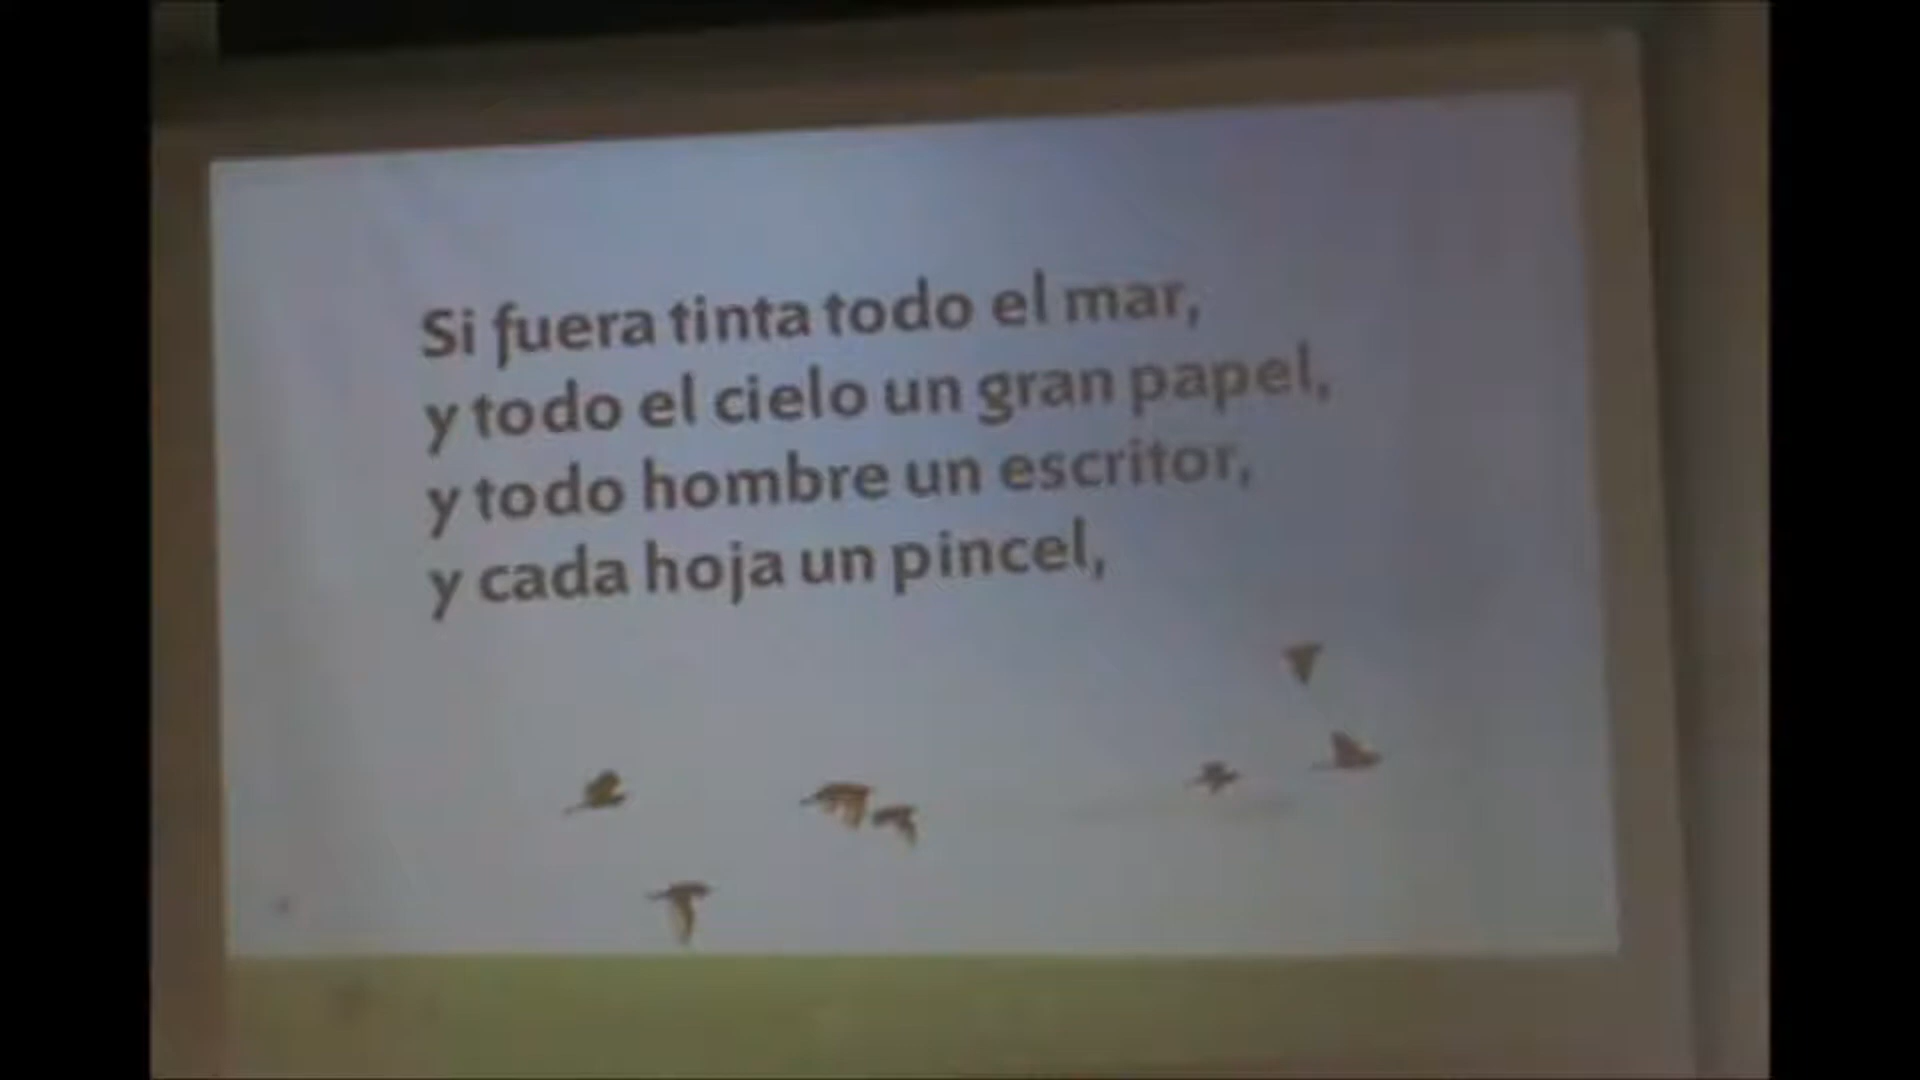 Si fuera tinta todo el mar,
y todo el cielo un gran papel,
y todo hombre un escritor,
y cada hoja un pincel,